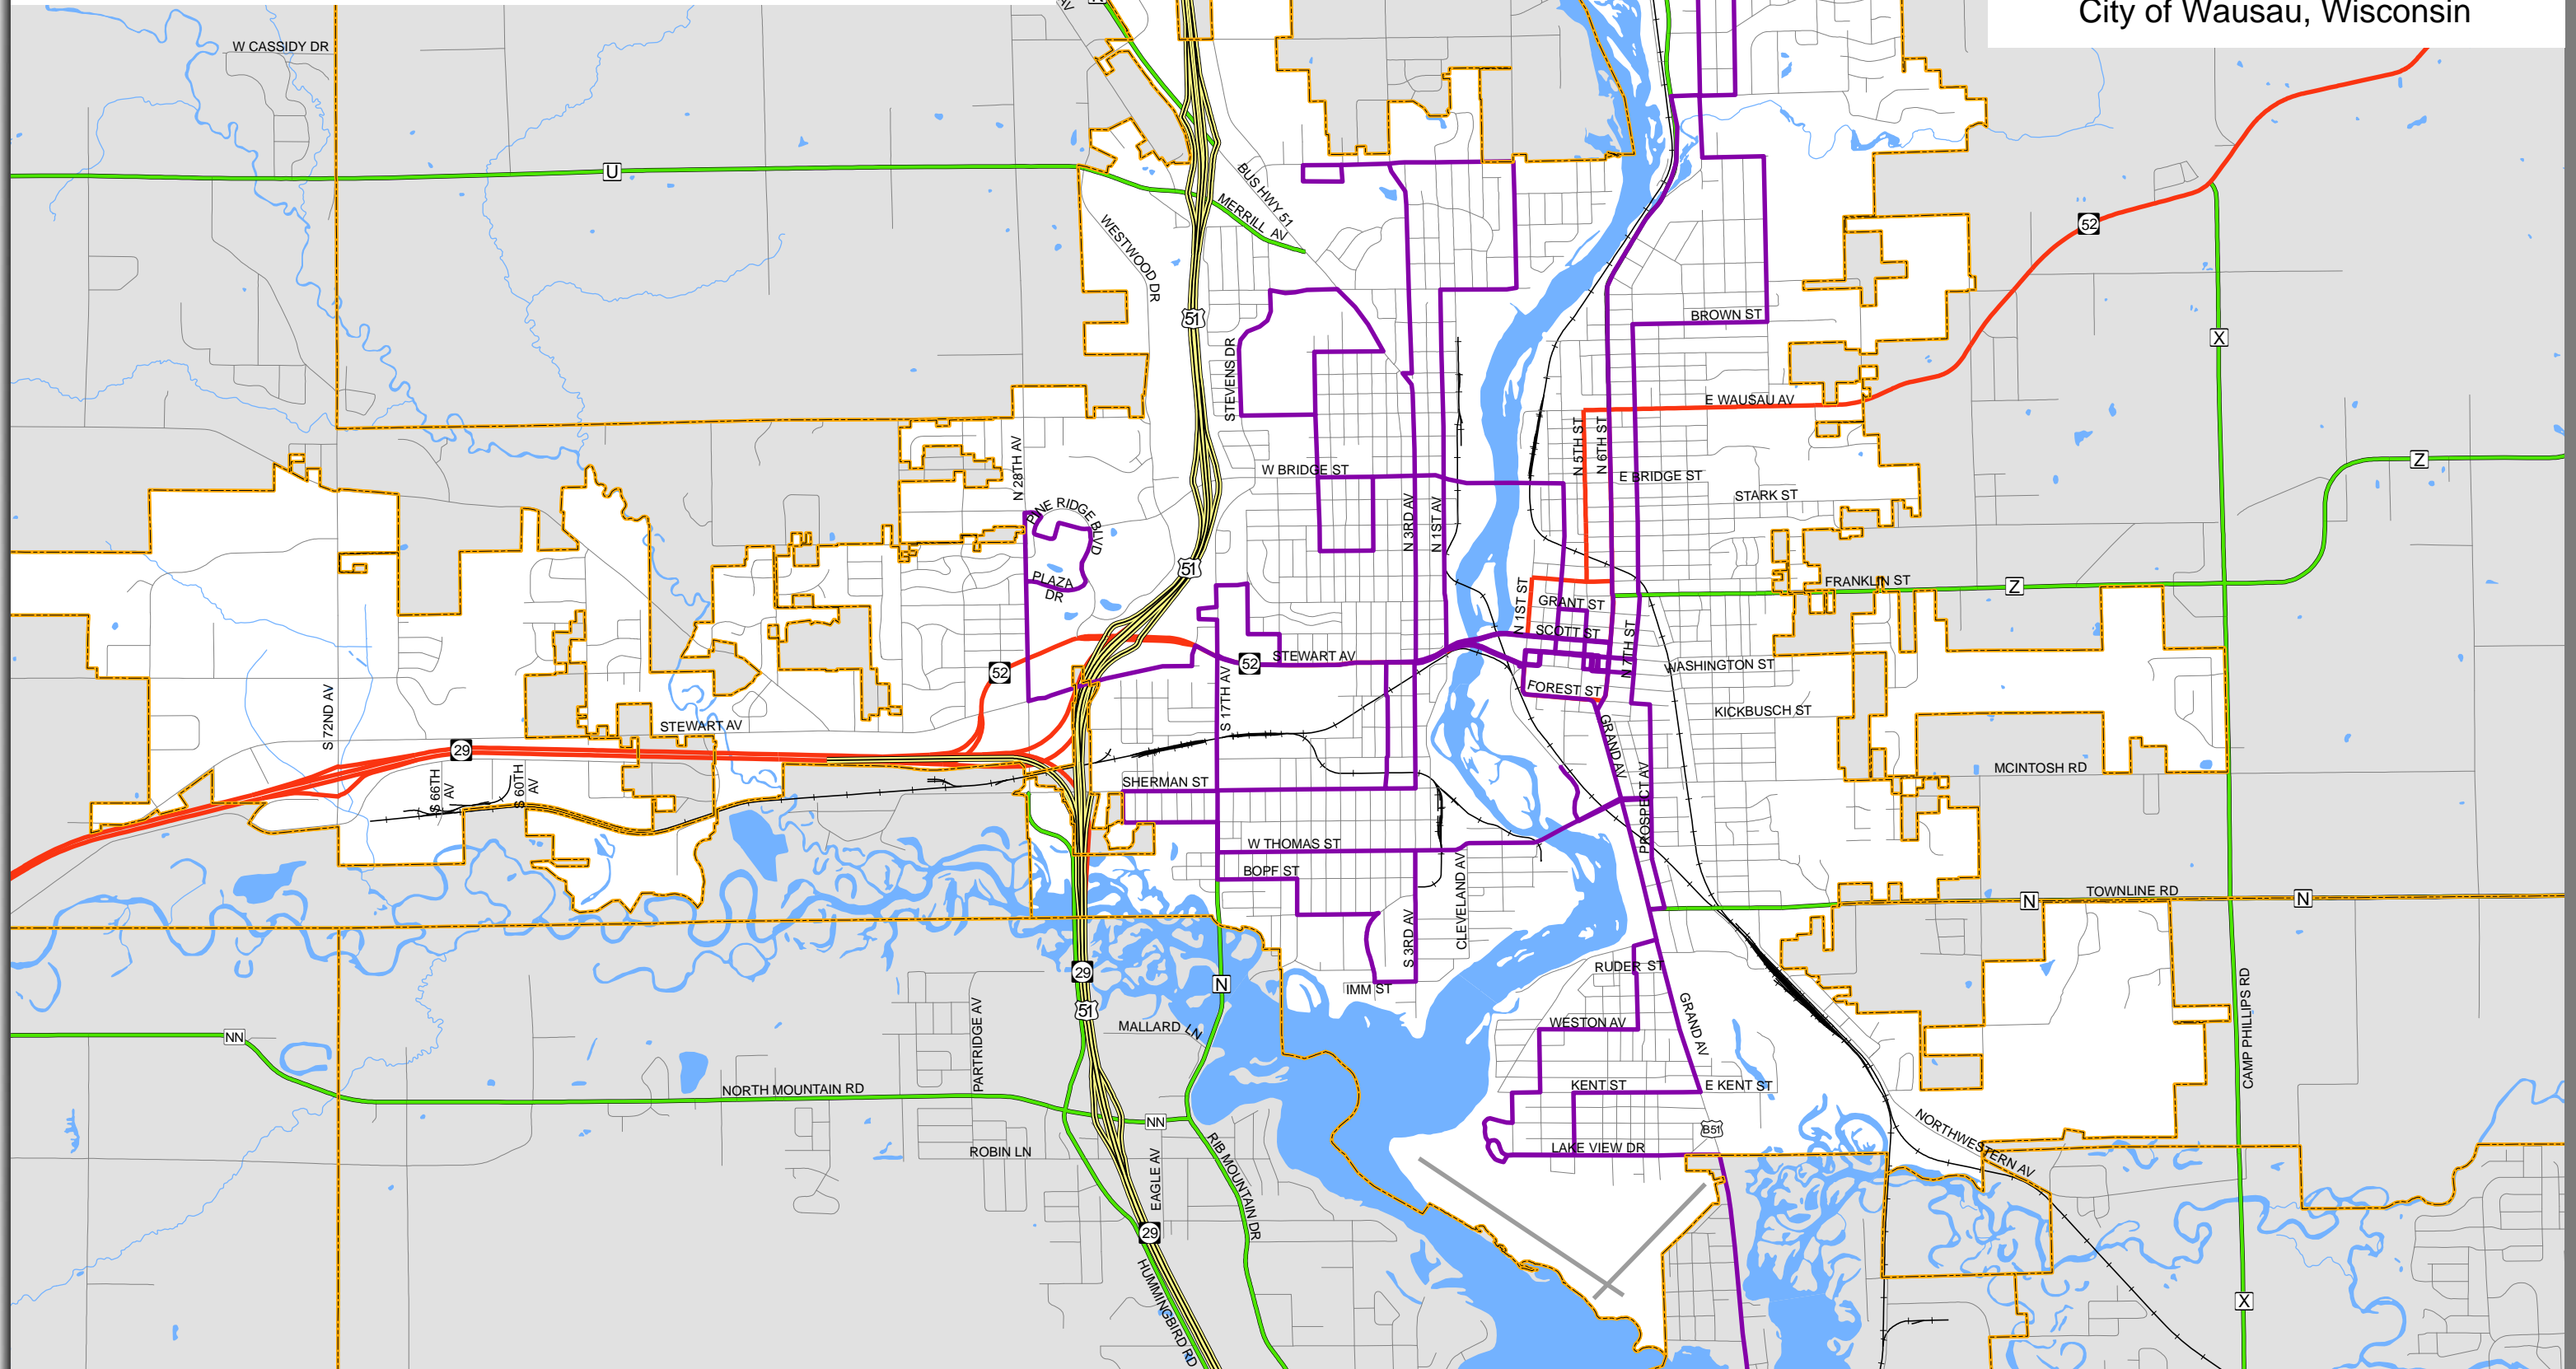 City of Wausau, Wisconsin
W CASSIDY DR
U
BUS HWY 51
MERRILL AV
WESTWOOD DR
52
51
X
BROWN ST
STEVENS DR
E WAUSAU AV
N 5TH ST
N 6TH ST
N 28TH AV
W BRIDGE ST
E BRIDGE ST
Z
STARK ST
N 3RD AV
N 1ST AV
PINE RIDGE BLVD
51
PLAZA
DR
FRANKLIN ST
Z
N 1ST ST
GRANT ST
SCOTT ST
N 7TH ST
52
52
STEWART AV
WASHINGTON ST
FOREST ST
S 72ND AV
STEWART AV
S 17TH AV
KICKBUSCH ST
GRAND AV
29
S 66TH
AV
S 60TH
AV
SHERMAN ST
PROSPECT AV
MCINTOSH RD
W THOMAS ST
BOPF ST
CLEVELAND AV
TOWNLINE RD
N
N
S 3RD AV
29
N
RUDER ST
IMM ST
51
PARTRIDGE AV
MALLARD LN
WESTON AV
GRAND AV
CAMP PHILLIPS RD
NN
NORTH MOUNTAIN RD
KENT ST
E KENT ST
NN
B51
NORTHWESTERN AV
ROBIN LN
LAKE VIEW DR
EAGLE AV
RIB MOUNTAIN DR
29
HUMMINGBIRD RD
X